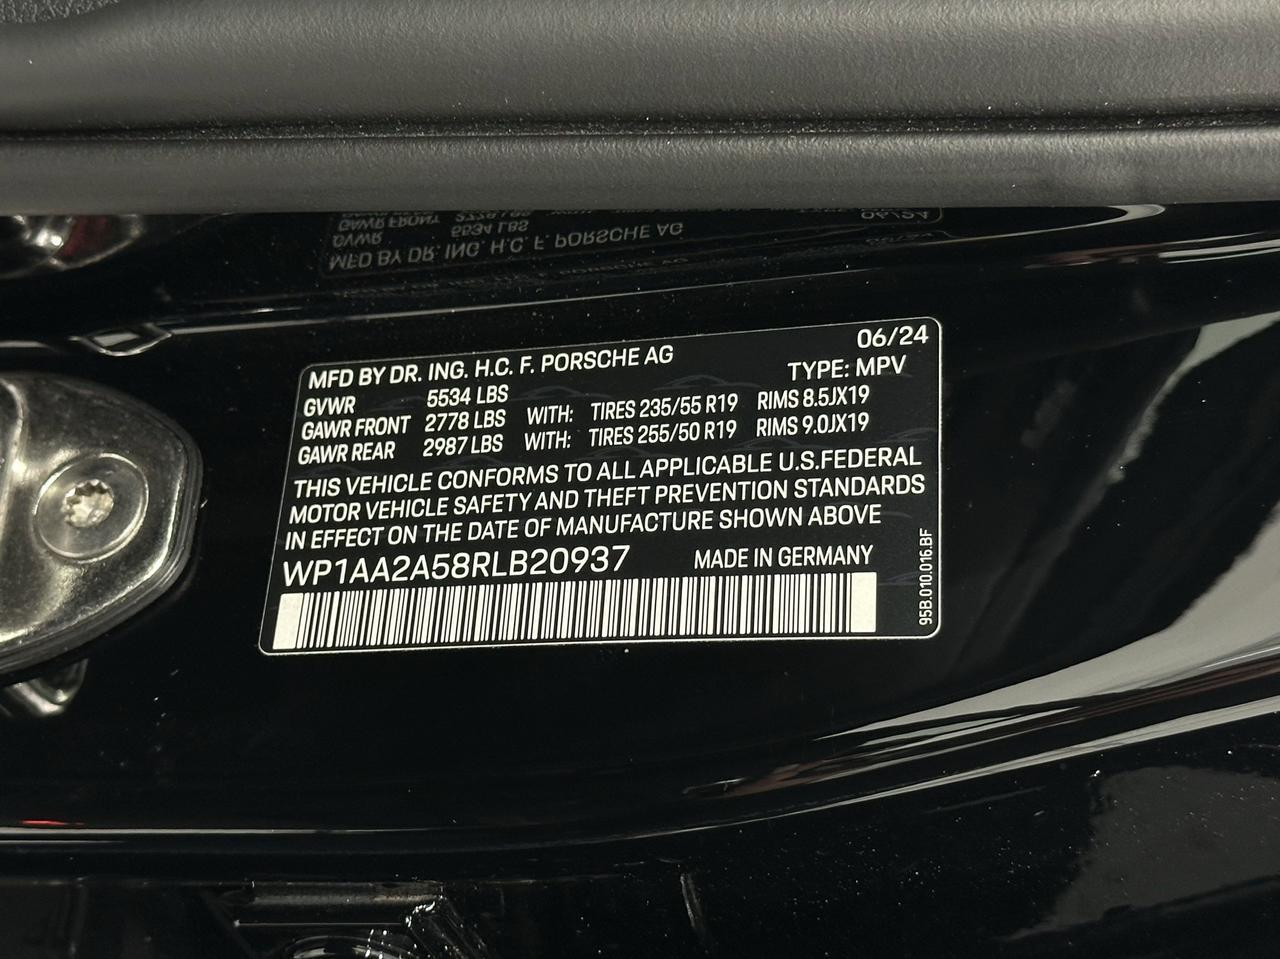 MFD BY DR. ING. H.C. F. PORSCHE AG 06/24
GVWR 5534 LBS TYPE: MPV
GAWR FRONT 2778 LBS WITH: TIRES 235/55 R19 RIMS 8.5JX19
GAWR REAR 2987 LBS WITH: TIRES 255/50 R19 RIMS 9.0JX19
THIS VEHICLE CONFORMS TO ALL APPLICABLE U.S.FEDERAL
MOTOR VEHICLE SAFETY AND THEFT PREVENTION STANDARDS
IN EFFECT ON THE DATE OF MANUFACTURE SHOWN ABOVE
WP1AA2A58RLB20937 MADE IN GERMANY
95B.010.016.BF